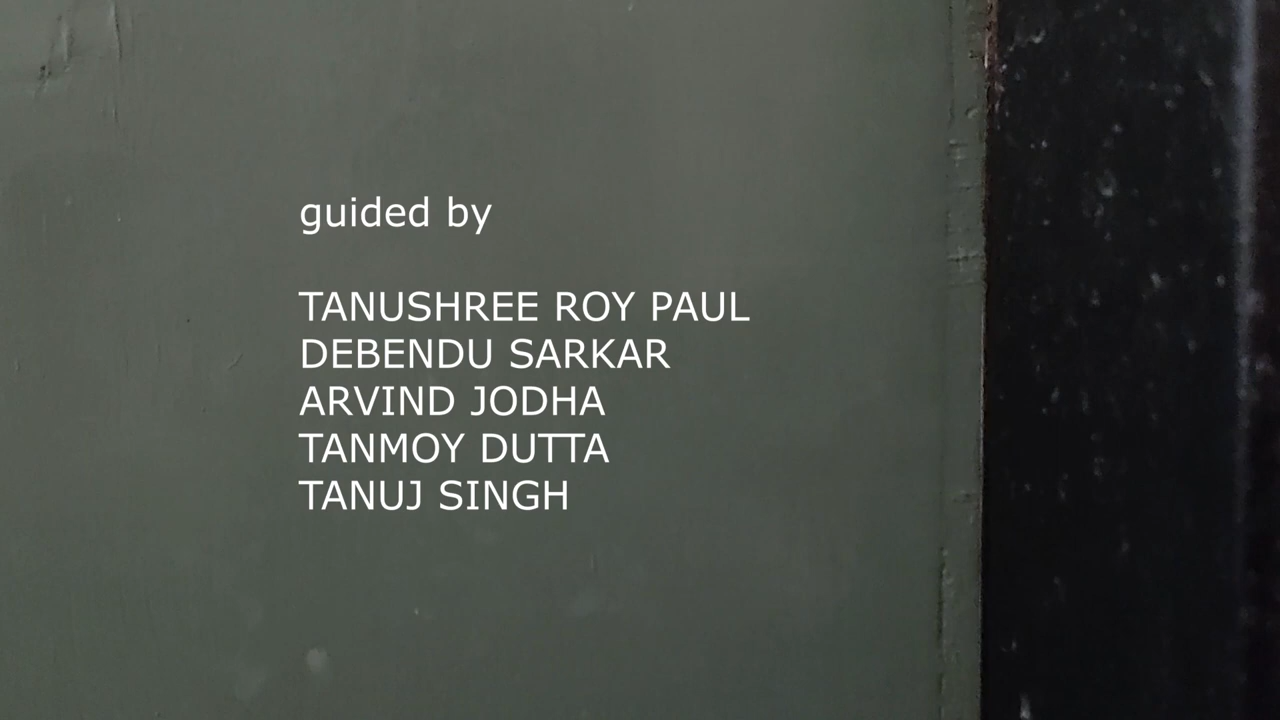 guided by
TANUSHREE ROY PAUL
DEBENDU SARKAR
ARVIND JODHA
TANMOY DUTTA
TANUJ SINGH